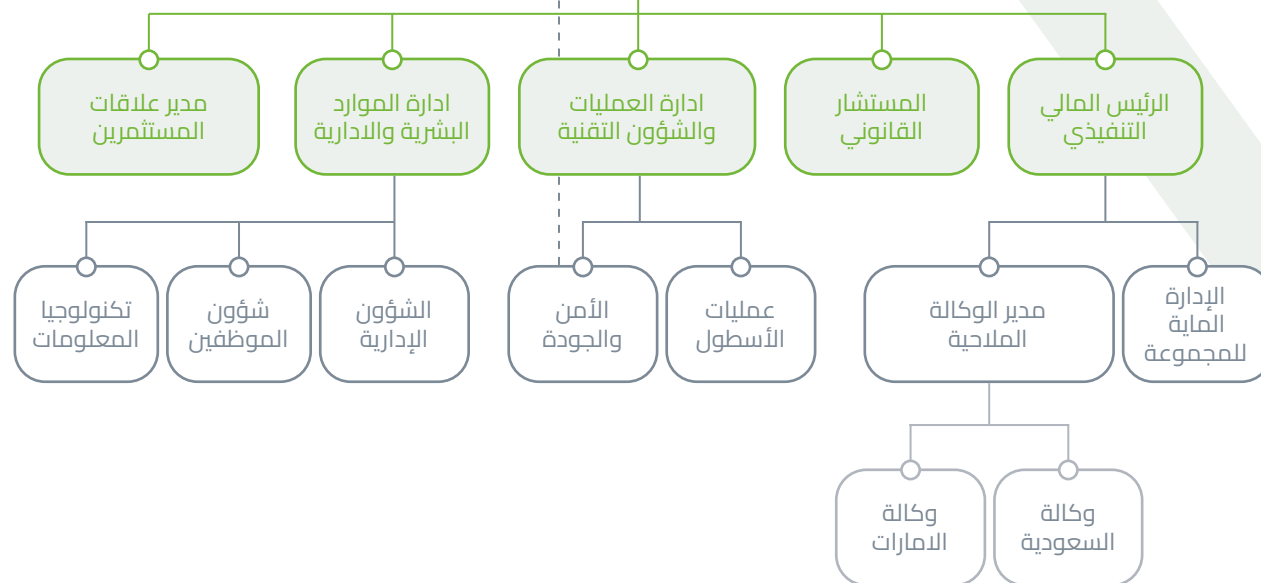 الرئيس المالي
التنفيذي
المستشار
القانوني
ادارة العمليات
والشؤون التقنية
ادارة الموارد
البشرية والادارية
مدير علاقات
المستثمرين
الإدارة
الماية
للمجموعة
مدير الوكالة
الملاحية
عمليات
الأسطول
الأمن
والجودة
الشؤون
الإدارية
شؤون
الموظفين
تكنولوجيا
المعلومات
وكالة
السعودية
وكالة
الامارات